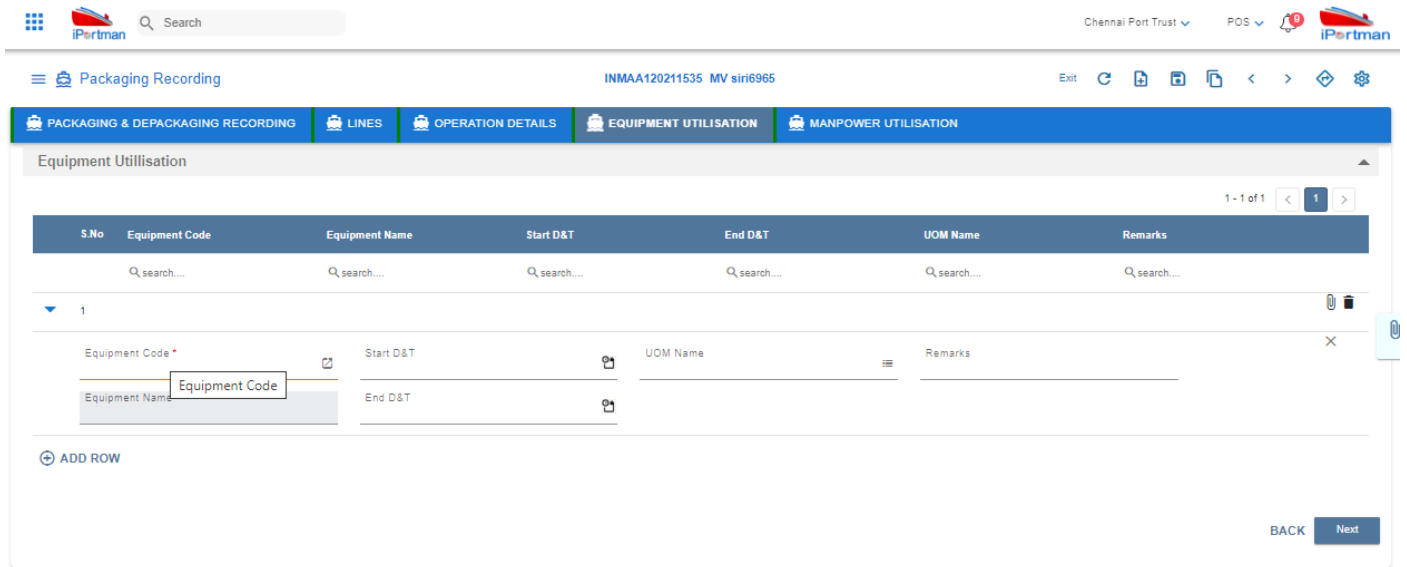 iPortman
Search
Chennai Port Trust
POS
9
iPortman
Packaging Recording
INMAA120211535 MV siri6965
Exit
PACKAGING & DEPACKAGING RECORDING
LINES
OPERATION DETAILS
EQUIPMENT UTILISATION
MANPOWER UTILISATION
Equipment Utillisation
1 - 1 of 1 < 1 >
S.No Equipment Code Equipment Name Start D&T End D&T UOM Name Remarks
search.... search.... search.... search.... search.... search....
1
Equipment Code * Start D&T UOM Name Remarks
Equipment Code
Equipment Name End D&T
ADD ROW
BACK Next